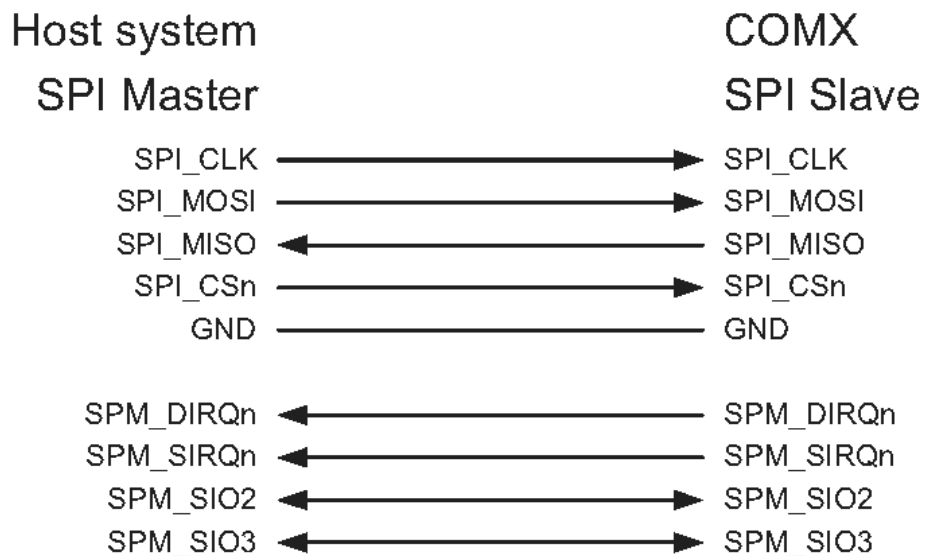 Host system COMX
SPI Master SPI Slave
SPI_CLK SPI_CLK
SPI_MOSI SPI_MOSI
SPI_MISO SPI_MISO
SPI_CSn SPI_CSn
GND GND
SPM_DIRQn SPM_DIRQn
SPM_SIRQn SPM_SIRQn
SPM_SIO2 SPM_SIO2
SPM_SIO3 SPM_SIO3